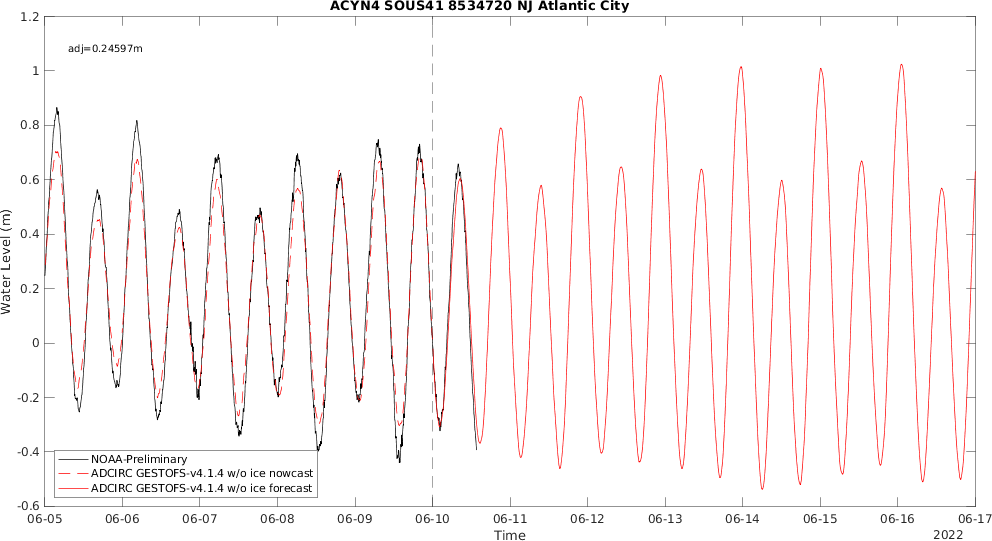 ACYN4 SOUS41 8534720 NJ Atlantic City
adj=0.24597m
1.2
1
0.8
0.6
0.4
0.2
0
-0.2
-0.4
-0.6
Water Level (m)
NOAA-Preliminary
ADCIRC GESTOFS-v4.1.4 w/o ice nowcast
ADCIRC GESTOFS-v4.1.4 w/o ice forecast
06-05 06-06 06-07 06-08 06-09 06-10 06-11 06-12 06-13 06-14 06-15 06-16 06-17
Time
2022